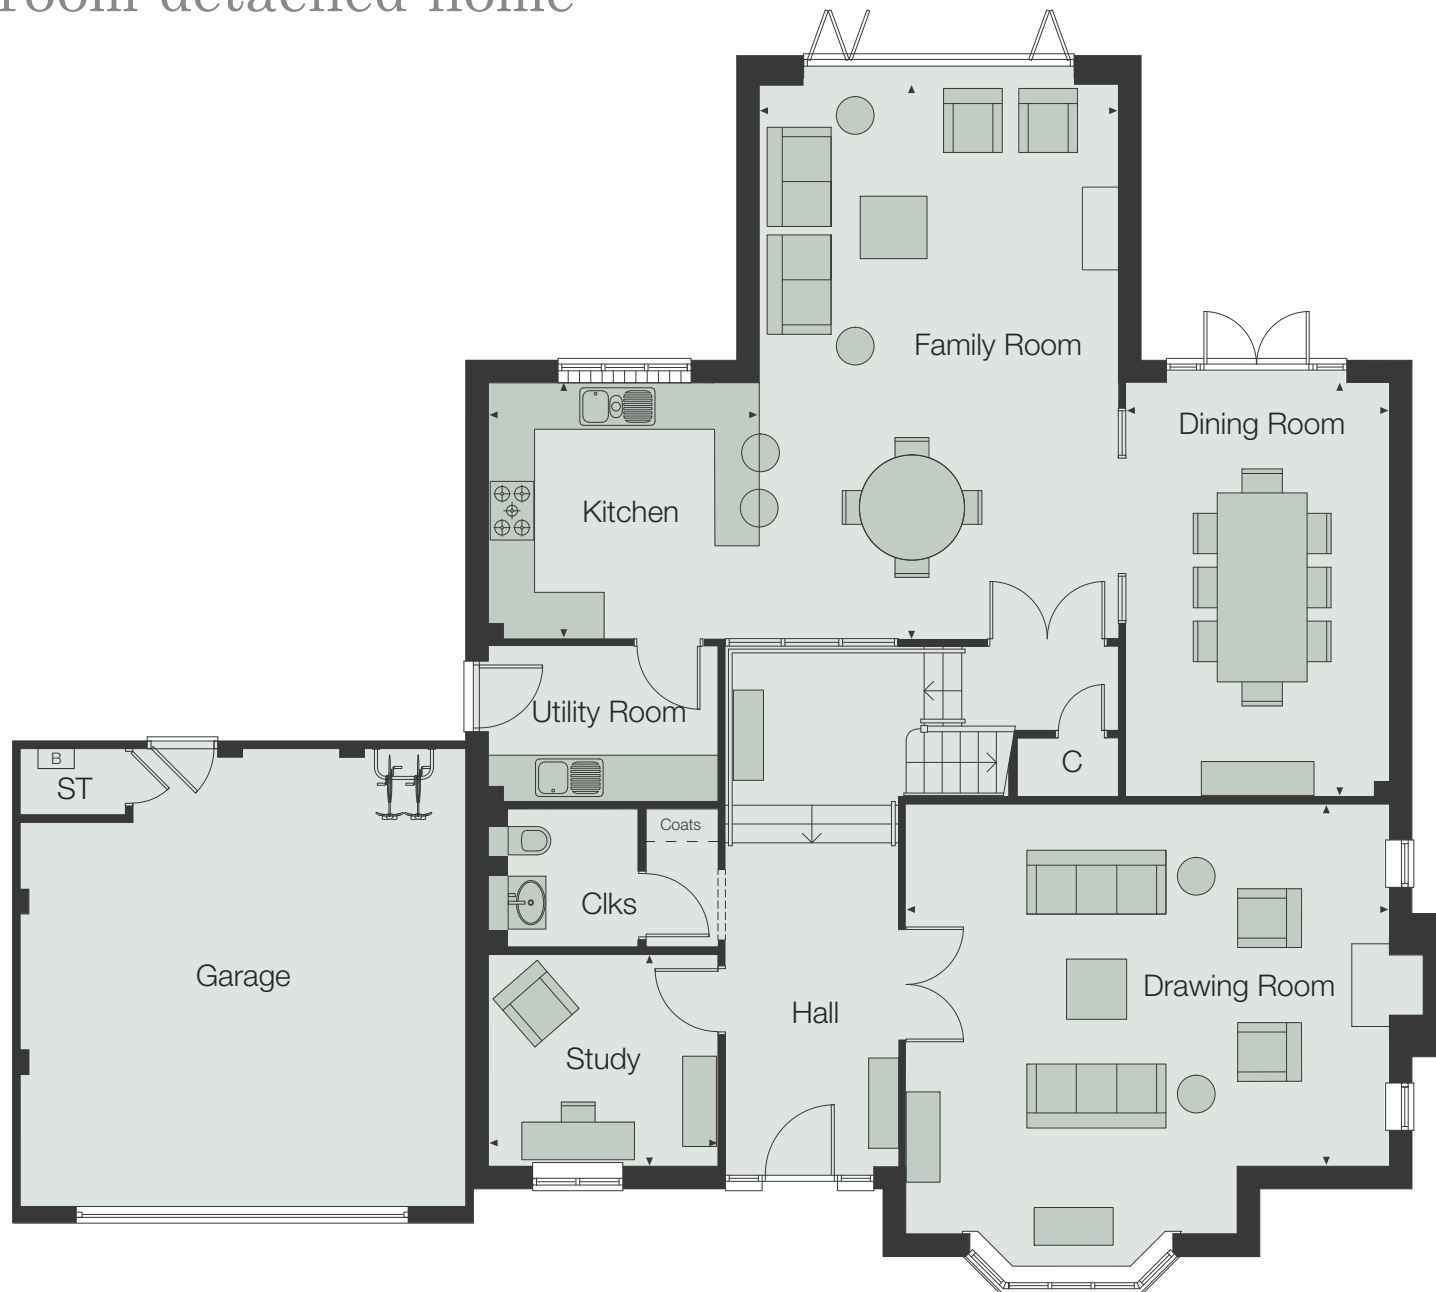 room detached home
Family Room
Dining Room
Kitchen
Utility Room
B
ST
C
Coats
Clks
Garage
Drawing Room
Hall
Study